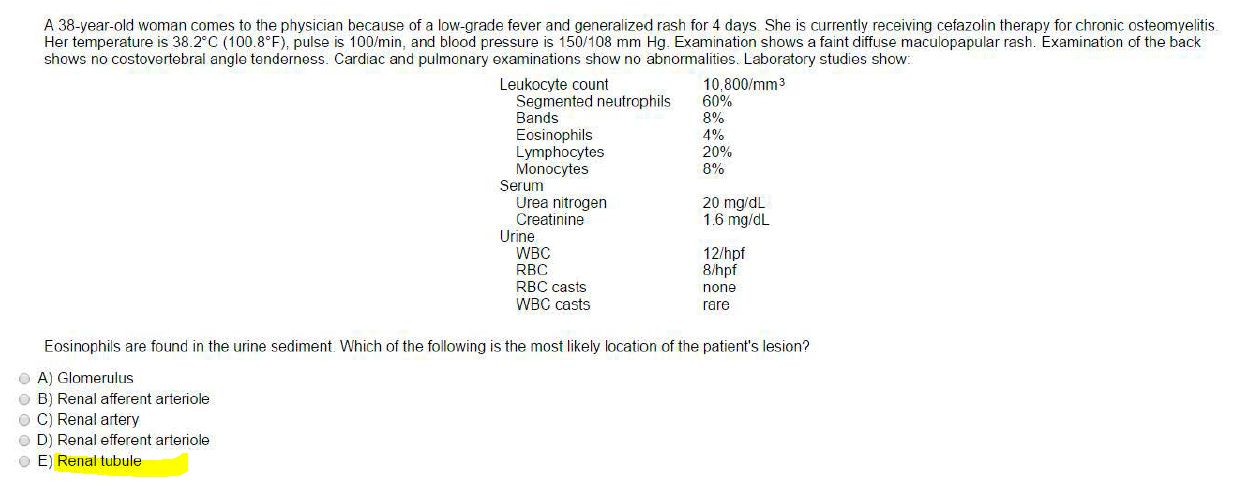 A 38-year-old woman comes to the physician because of a low-grade fever and generalized rash for 4 days. She is currently receiving cefazolin therapy for chronic osteomyelitis.
Her temperature is 38.2°C (100.8°F), pulse is 100/min, and blood pressure is 150/108 mm Hg. Examination shows a faint diffuse maculopapular rash. Examination of the back
shows no costovertebral angle tenderness. Cardiac and pulmonary examinations show no abnormalities. Laboratory studies show:
Leukocyte count 10,800/mm³
Segmented neutrophils 60%
Bands 8%
Eosinophils 4%
Lymphocytes 20%
Monocytes 8%
Serum
Urea nitrogen 20 mg/dL
Creatinine 1.6 mg/dL
Urine
WBC 12/hpf
RBC 8/hpf
RBC casts none
WBC casts rare
Eosinophils are found in the urine sediment. Which of the following is the most likely location of the patient's lesion?
A) Glomerulus
B) Renal afferent arteriole
C) Renal artery
D) Renal efferent arteriole
E) Renal tubule